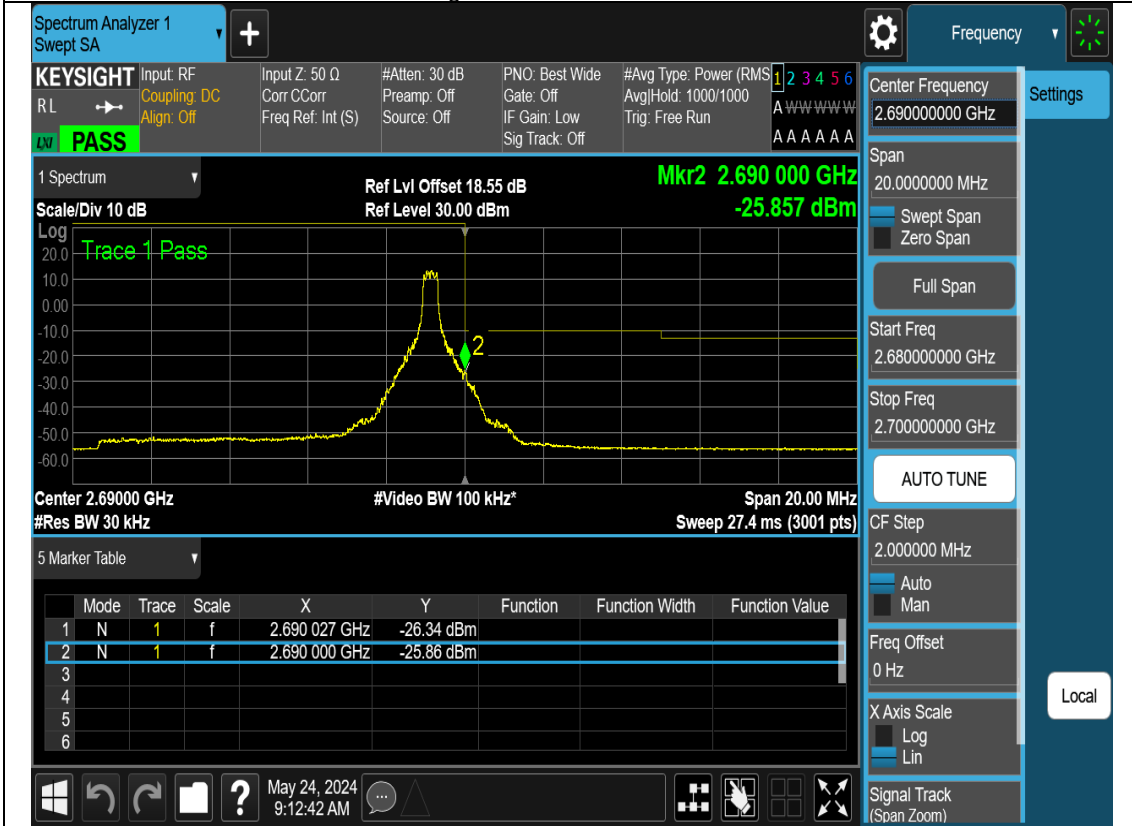 Spectrum Analyzer 1
Swept SA
+
Frequency
KEYSIGHT
RL
LXI PASS
Input: RF
Coupling: DC
Align: Off
Input Z: 50 Ω
Corr CCorr
Freq Ref: Int (S)
#Atten: 30 dB
Preamp: Off
Source: Off
PNO: Best Wide
Gate: Off
IF Gain: Low
Sig Track: Off
#Avg Type: Power (RMS
Avg|Hold: 1000/1000
Trig: Free Run
1 2 3 4 5 6
A W W W W W
A A A A A A
1 Spectrum
Scale/Div 10 dB
Ref Lvl Offset 18.55 dB
Ref Level 30.00 dBm
Mkr2 2.690 000 GHz
-25.857 dBm
Log
Trace 1 Pass
20.0
10.0
0.00
-10.0
-20.0
-30.0
-40.0
-50.0
-60.0
2
Center 2.69000 GHz
#Res BW 30 kHz
#Video BW 100 kHz*
Span 20.00 MHz
Sweep 27.4 ms (3001 pts)
5 Marker Table
Mode Trace Scale X Y Function Function Width Function Value
1 N 1 f 2.690 027 GHz -26.34 dBm
2 N 1 f 2.690 000 GHz -25.86 dBm
3
4
5
6
?
May 24, 2024
9:12:42 AM
Center Frequency
2.690000000 GHz
Settings
Span
20.0000000 MHz
Swept Span
Zero Span
Full Span
Start Freq
2.680000000 GHz
Stop Freq
2.700000000 GHz
AUTO TUNE
CF Step
2.000000 MHz
Auto
Man
Freq Offset
0 Hz
X Axis Scale
Log
Lin
Local
Signal Track
(Span Zoom)